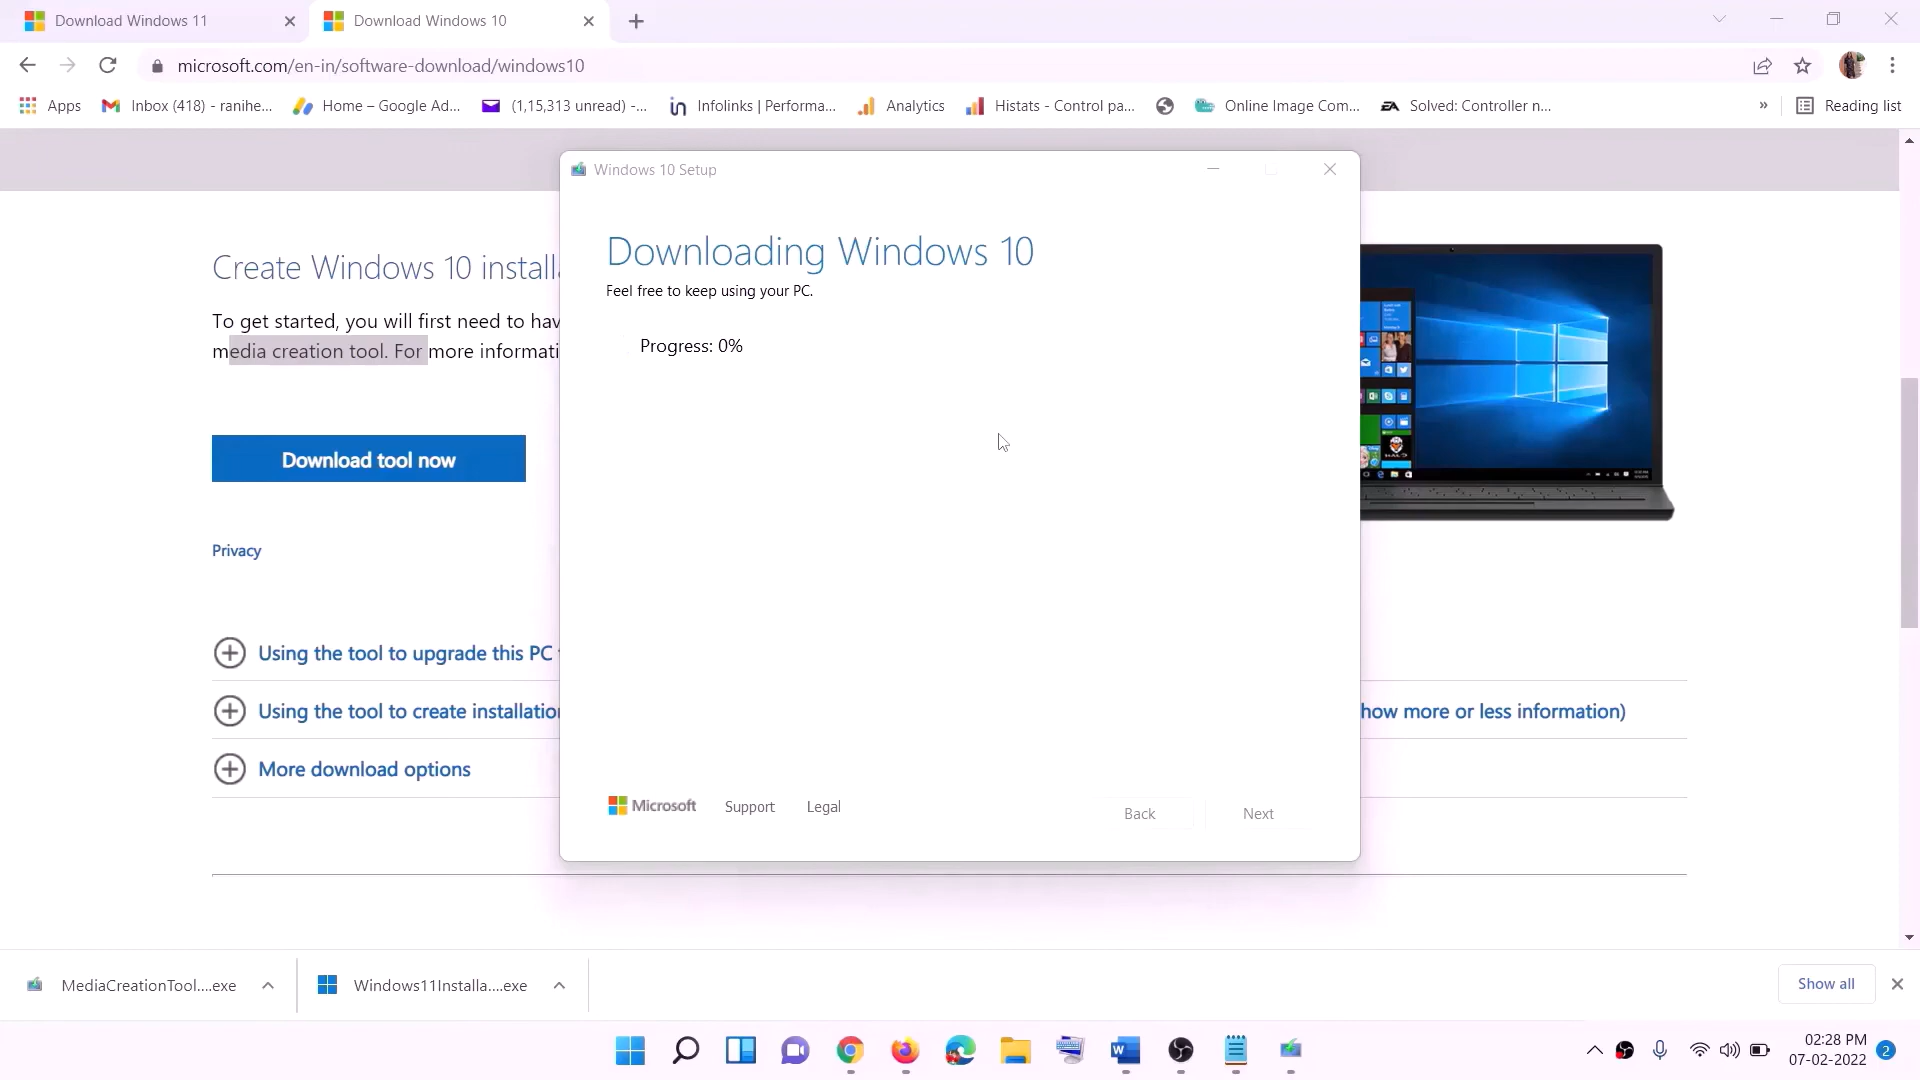 Download Windows 11
Download Windows 10
microsoft.com/en-in/software-download/windows10
Apps
Inbox (418) - ranihe...
Home – Google Ad...
(1,15,313 unread) -...
Infolinks | Performa...
Analytics
Histats - Control pa...
Online Image Com...
Solved: Controller n...
»
Reading list
Windows 10 Setup
Downloading Windows 10
Feel free to keep using your PC.
Progress: 0%
Create Windows 10 install
To get started, you will first need to hav
media creation tool. For more informati
Download tool now
Privacy
Using the tool to upgrade this PC
Using the tool to create installation
how more or less information)
More download options
Microsoft
Support
Legal
Back
Next
MediaCreationTool....exe
Windows11Installa....exe
Show all
02:28 PM
07-02-2022
2